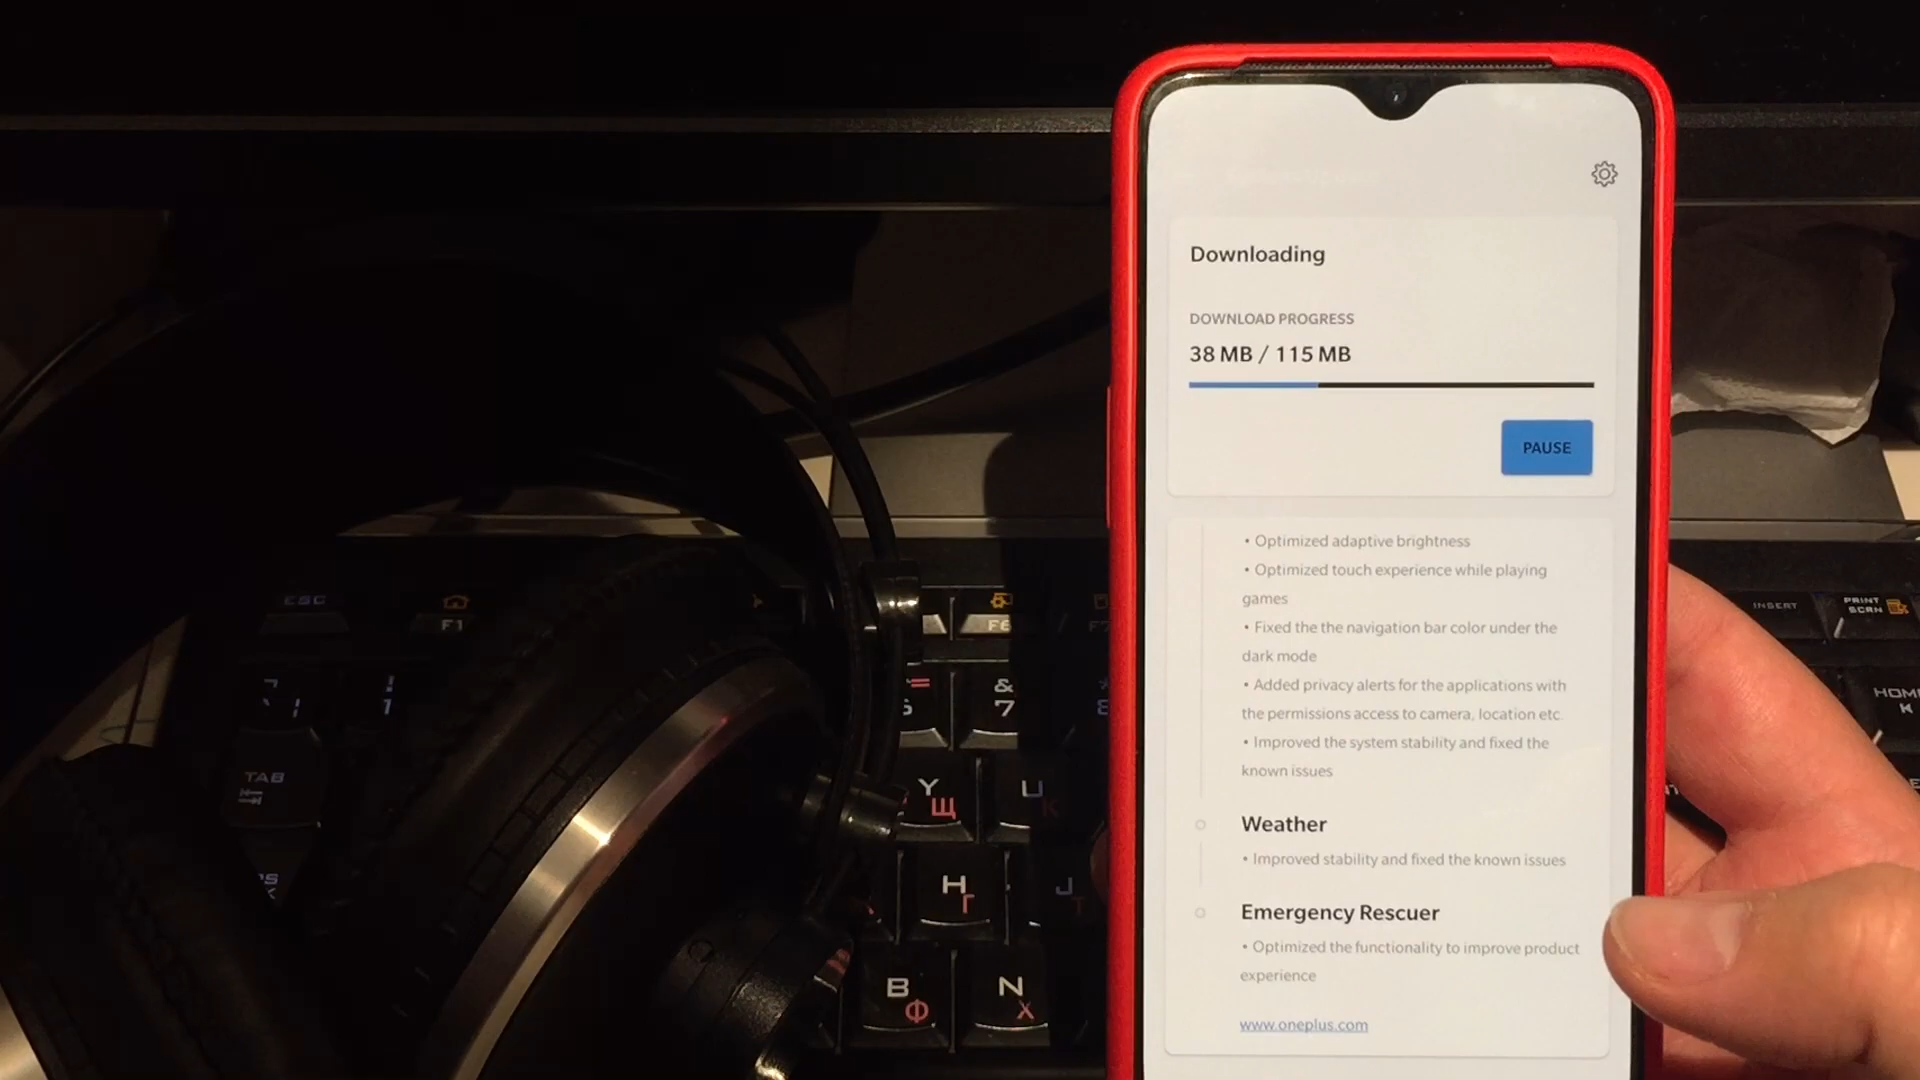 Downloading
DOWNLOAD PROGRESS
38 MB / 115 MB
PAUSE
• Optimized adaptive brightness
• Optimized touch experience while playing
games
• Fixed the the navigation bar color under the
dark mode
• Added privacy alerts for the applications with
the permissions access to camera, location etc.
• Improved the system stability and fixed the
known issues
Weather
• Improved stability and fixed the known issues
Emergency Rescuer
• Optimized the functionality to improve product
experience
www.oneplus.com
ESC
F1
F6
INSERT
PRINT
SCRN
! 1
& 7
TAB
Y Щ
U К
H Г
J Т
B Ф
N Х